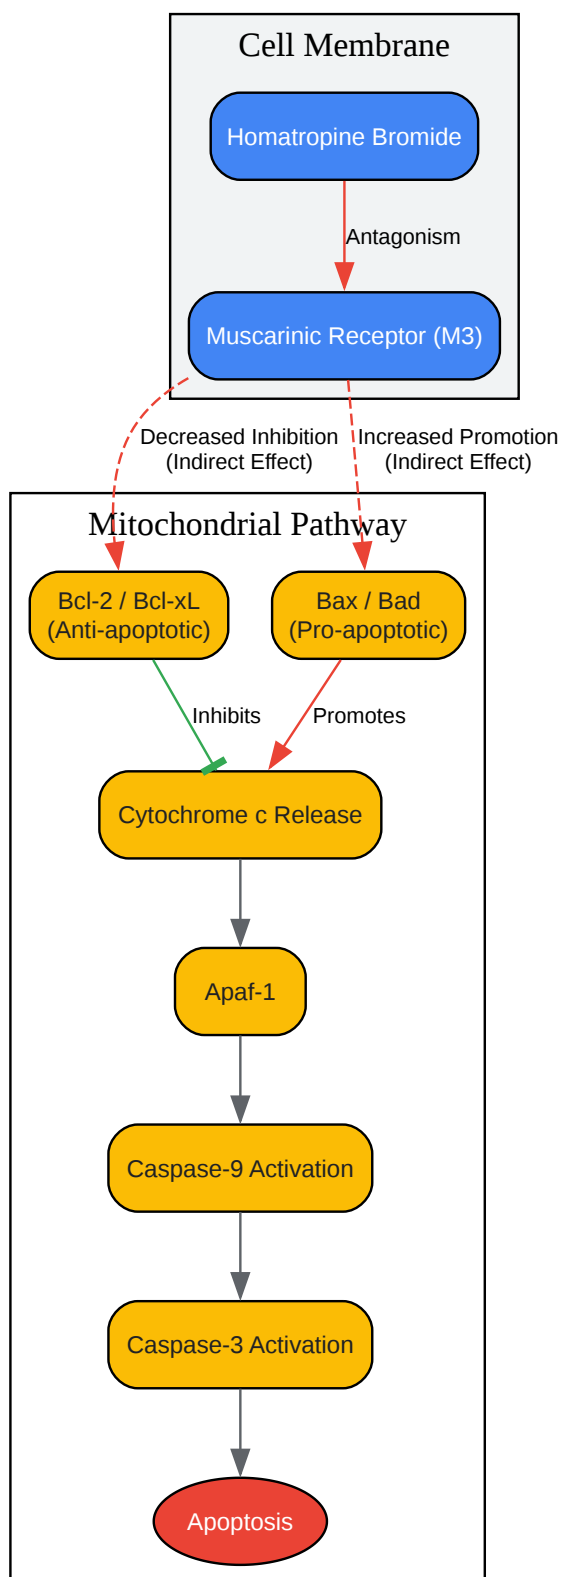 Cell Membrane
Homatropine Bromide
Antagonism
Muscarinic Receptor (M3)
Decreased Inhibition
(Indirect Effect)
Increased Promotion
(Indirect Effect)
Mitochondrial Pathway
Bcl-2 / Bcl-xL
(Anti-apoptotic)
Bax / Bad
(Pro-apoptotic)
Inhibits
Promotes
Cytochrome c Release
Apaf-1
Caspase-9 Activation
Caspase-3 Activation
Apoptosis